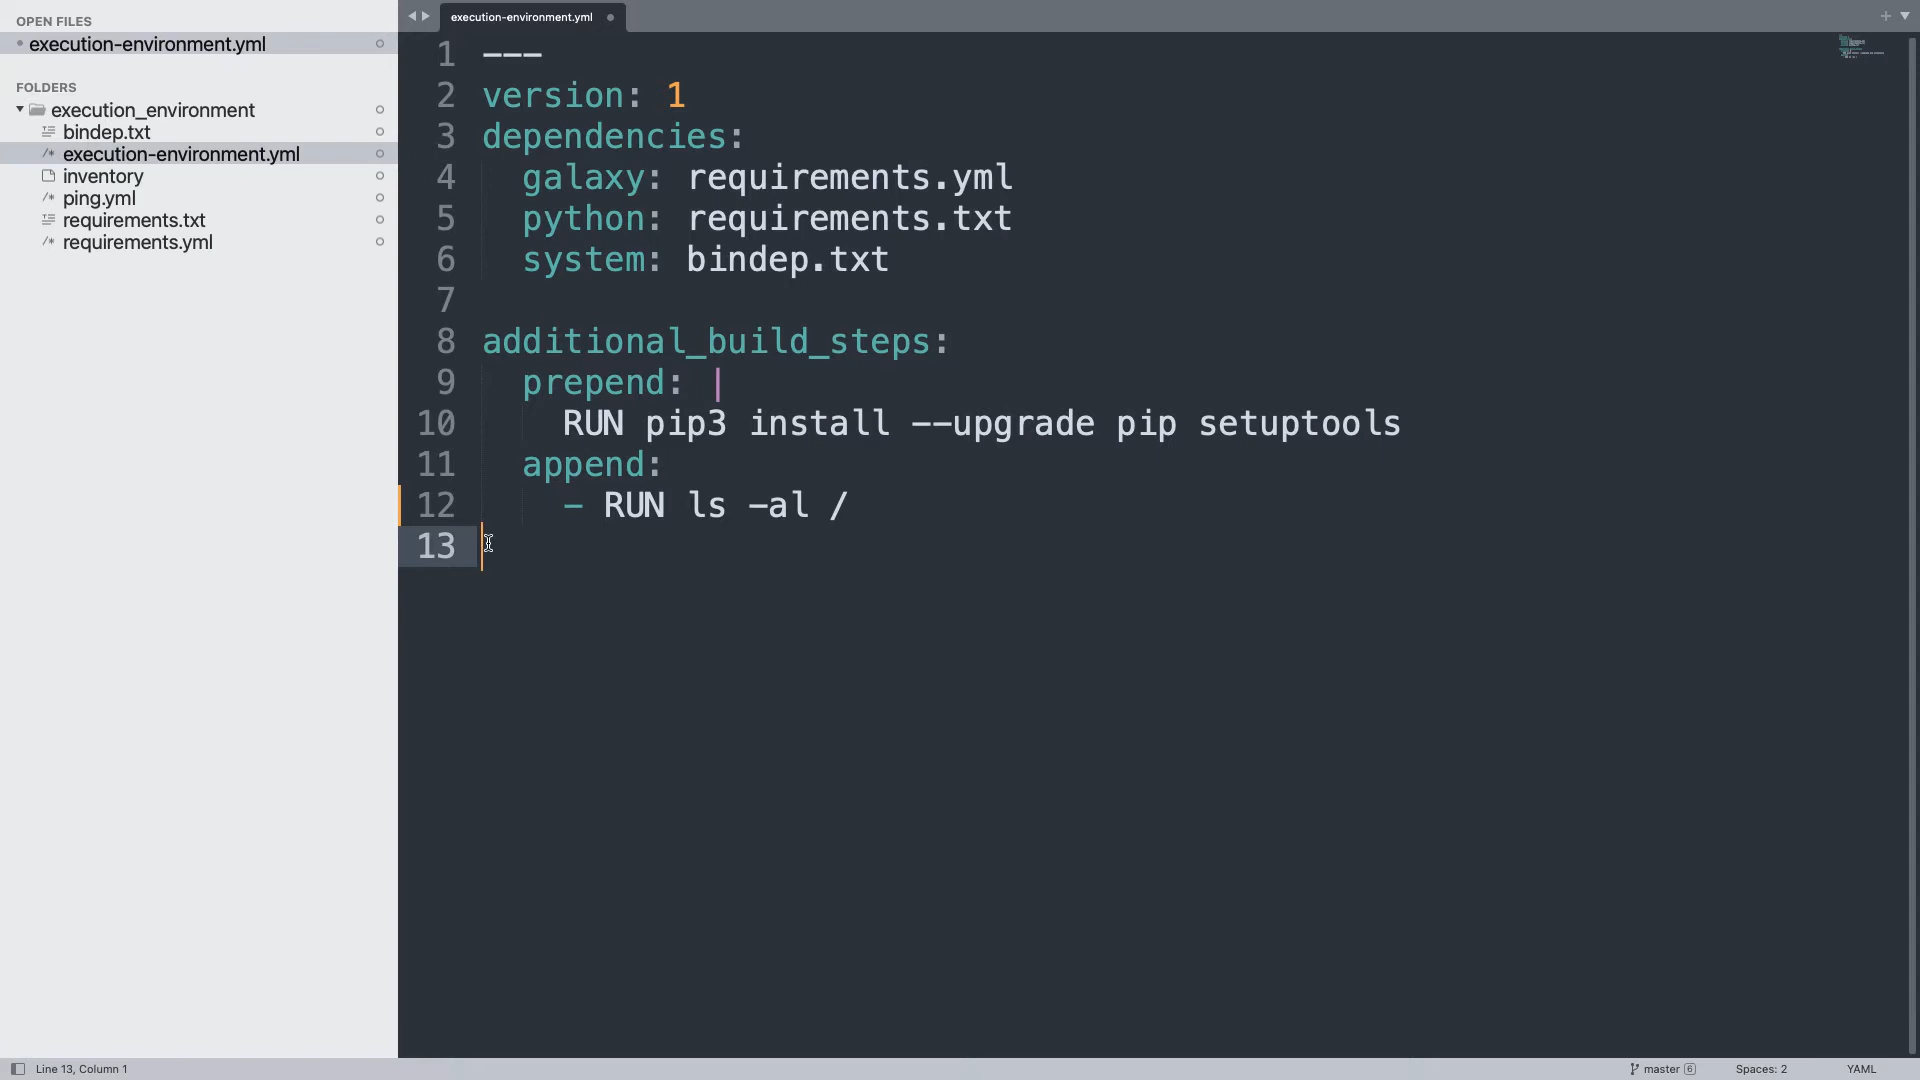 OPEN FILES
execution-environment.yml
FOLDERS
execution_environment
bindep.txt
execution-environment.yml
inventory
ping.yml
requirements.txt
requirements.yml
execution-environment.yml
1 ---
2 version: 1
3 dependencies:
4 galaxy: requirements.yml
5 python: requirements.txt
6 system: bindep.txt
7
8 additional_build_steps:
9 prepend: |
10 RUN pip3 install --upgrade pip setuptools
11 append:
12 - RUN ls -al /
13
Line 13, Column 1
master 6
Spaces: 2
YAML